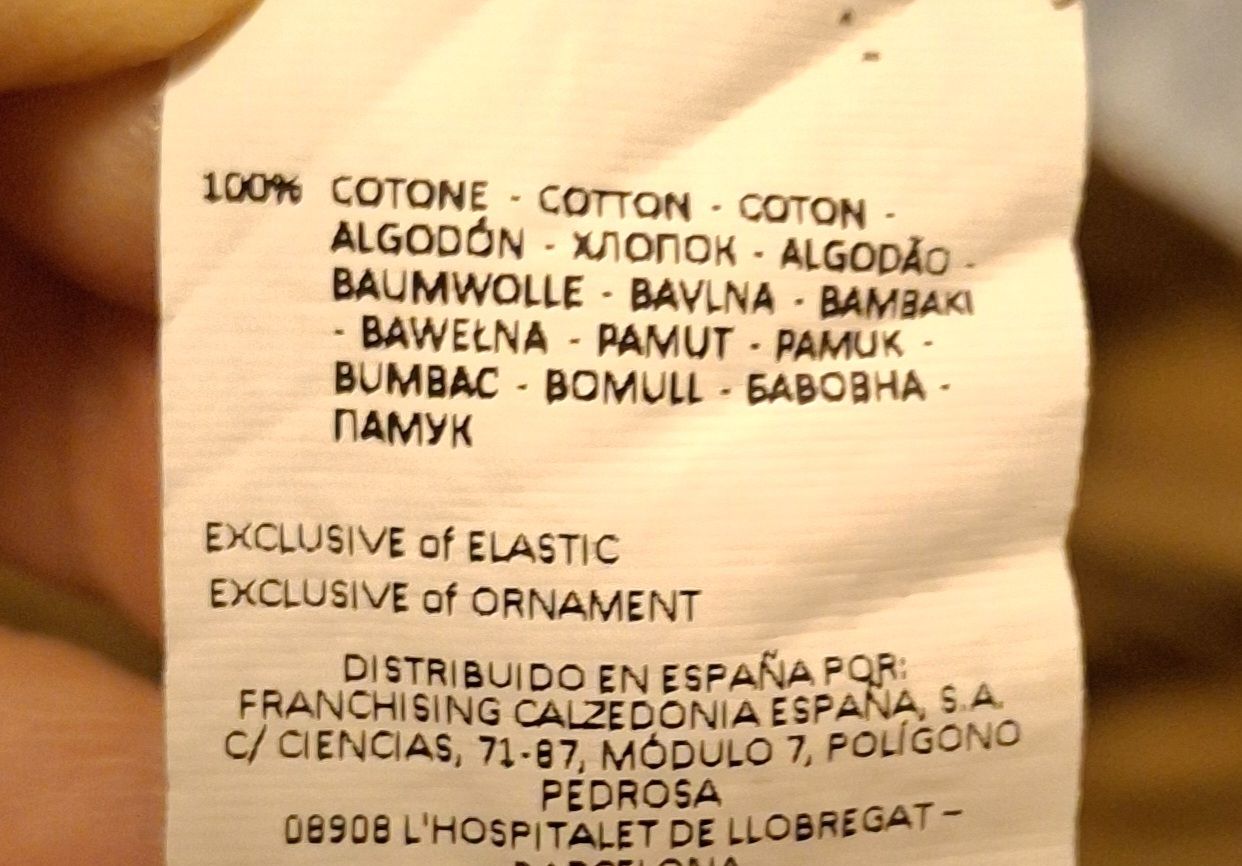 100% COTONE - COTTON - COTON -
ALGODÓN - ХЛОПОК - ALGODÃO -
BAUMWOLLE - BAVLNA - BAMBAKI
- BAWEŁNA - PAMUT - PAMUK -
BUMBAC - BOMULL - БАВОВНА -
ПАМУК
EXCLUSIVE of ELASTIC
EXCLUSIVE of ORNAMENT
DISTRIBUIDO EN ESPAÑA POR:
FRANCHISING CALZEDONIA ESPAÑA, S.A.
C/ CIENCIAS, 71-87, MÓDULO 7, POLÍGONO
PEDROSA
08908 L'HOSPITALET DE LLOBREGAT –